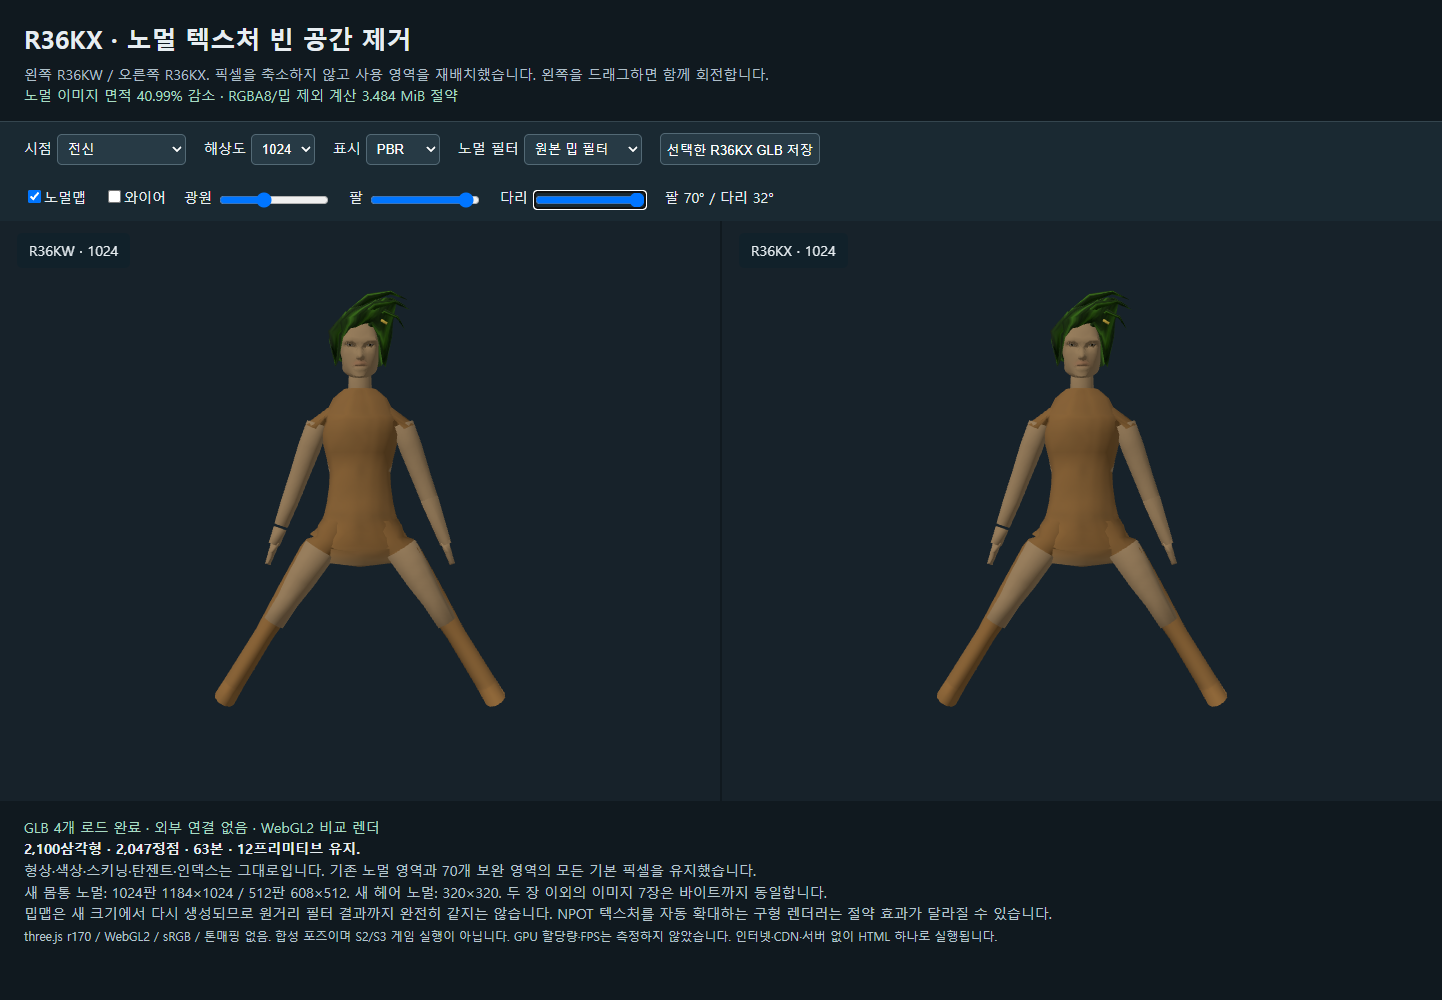 R36KX · 노멀 텍스처 빈 공간 제거
왼쪽 R36KW / 오른쪽 R36KX. 픽셀을 축소하지 않고 사용 영역을 재배치했습니다. 왼쪽을 드래그하면 함께 회전합니다.
노멀 이미지 면적 40.99% 감소 · RGBA8/밉 제외 계산 3.484 MiB 절약
시점 전신 해상도 1024 표시 PBR 노멀 필터 원본 밉 필터 선택한 R36KX GLB 저장
노멀맵 와이어 광원 팔 다리 팔 70° / 다리 32°
R36KW · 1024
R36KX · 1024
GLB 4개 로드 완료 · 외부 연결 없음 · WebGL2 비교 렌더
2,100삼각형 · 2,047정점 · 63본 · 12프리미티브 유지.
형상·색상·스키닝·탄젠트·인덱스는 그대로입니다. 기존 노멀 영역과 70개 보완 영역의 모든 기본 픽셀을 유지했습니다.
새 몸통 노멀: 1024판 1184×1024 / 512판 608×512. 새 헤어 노멀: 320×320. 두 장 이외의 이미지 7장은 바이트까지 동일합니다.
밉맵은 새 크기에서 다시 생성되므로 원거리 필터 결과까지 완전히 같지는 않습니다. NPOT 텍스처를 자동 확대하는 구형 렌더러는 절약 효과가 달라질 수 있습니다.
three.js r170 / WebGL2 / sRGB / 톤매핑 없음. 합성 포즈이며 S2/S3 게임 실행이 아닙니다. GPU 할당량·FPS는 측정하지 않았습니다. 인터넷·CDN·서버 없이 HTML 하나로 실행됩니다.